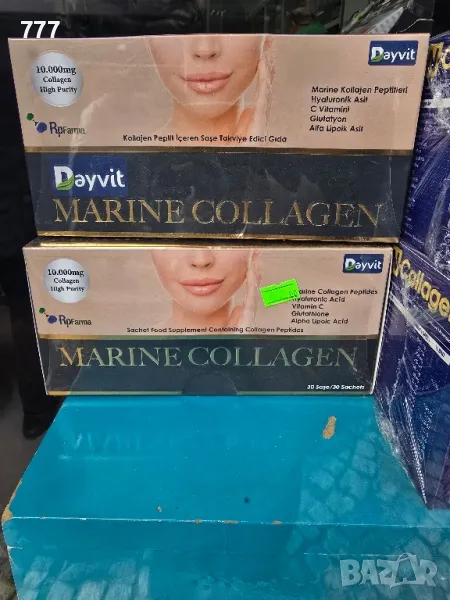 777
10.000mg
Collagen
High Purity
Dayvit
RpFarma
Marine Kollajen Peptitleri
Hyaluronik Asit
C Vitamini
Glutatyon
Alfa Lipoik Asit
Kollajen Peptit İçeren Saşe Takviye Edici Gıda
Dayvit
MARINE COLLAGEN
10.000mg
Collagen
High Purity
Dayvit
RpFarma
Marine Collagen Peptides
Hyaluronic Acid
Vitamin C
Glutathione
Alpha Lipoic Acid
Sachet Food Supplement Containing Collagen Peptides
MARINE COLLAGEN
30 Saşe/30 Sachets
Collagen
BAZAR